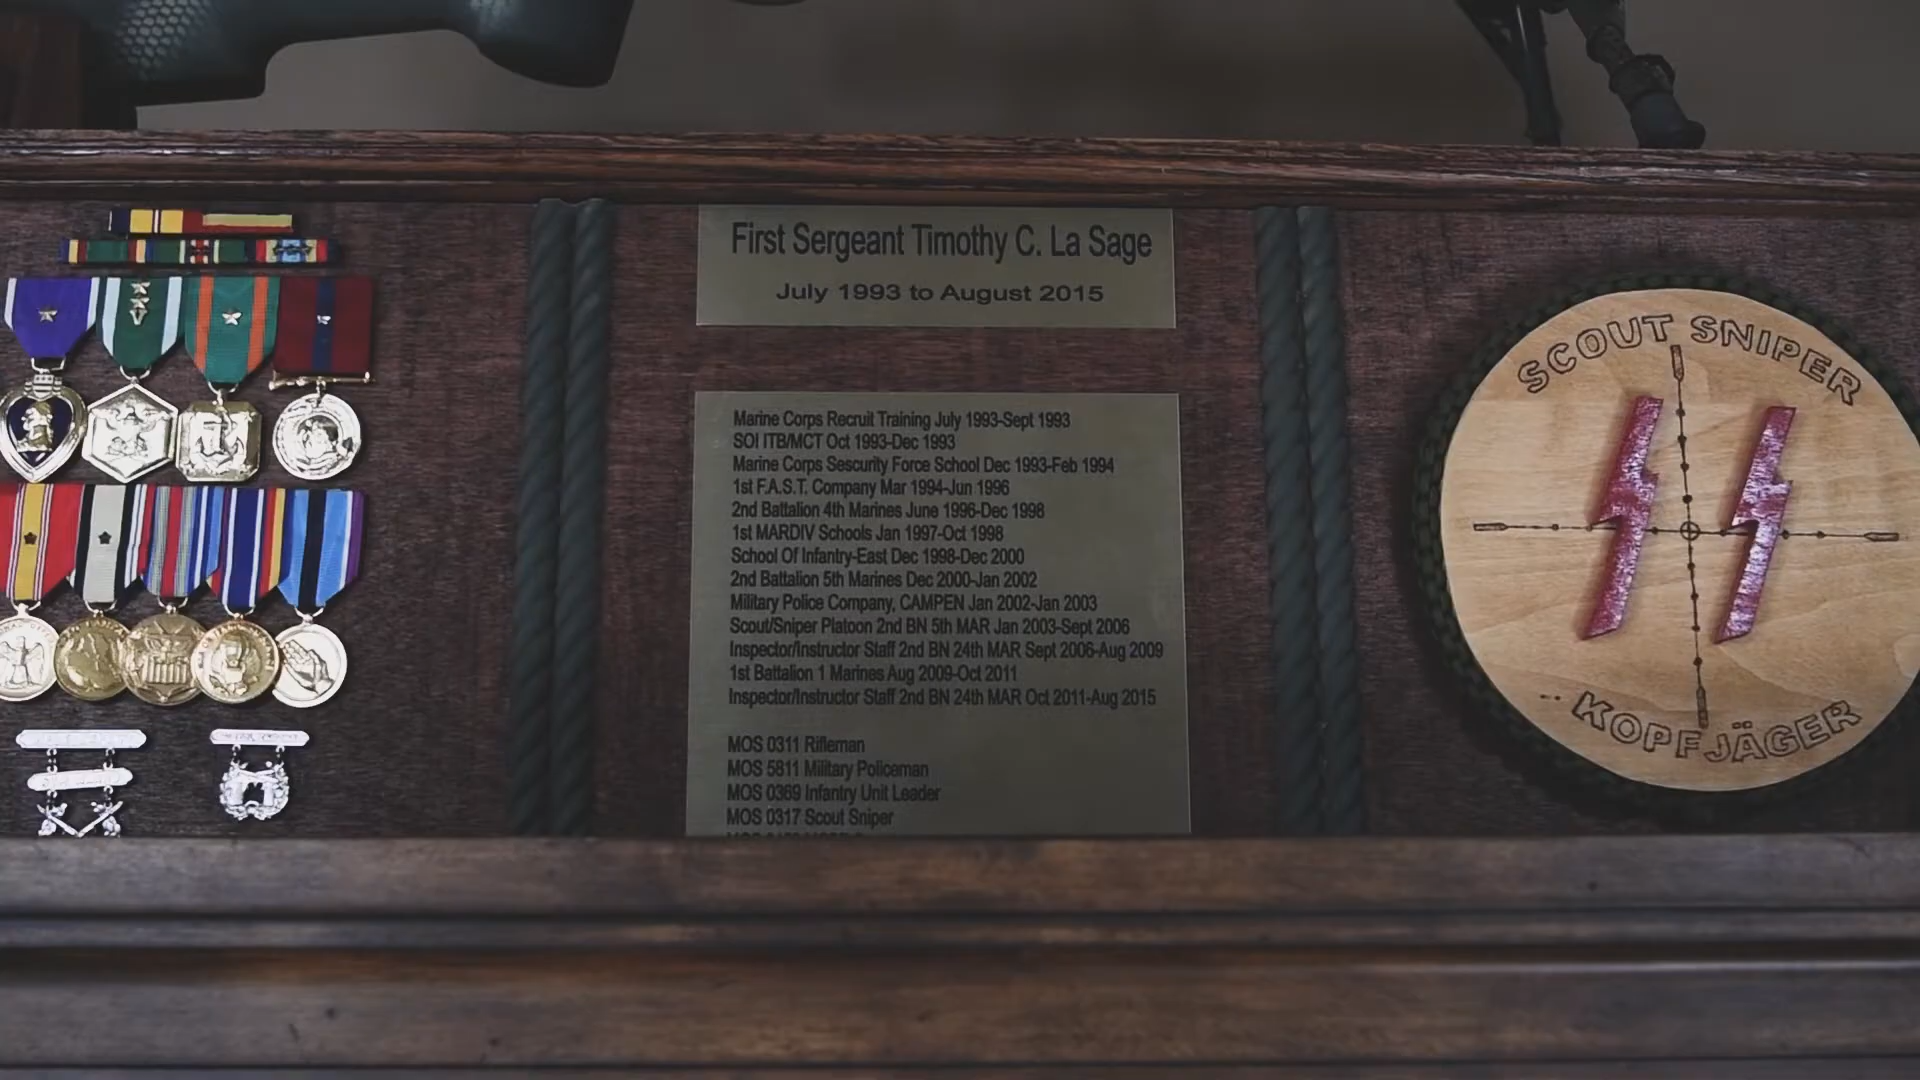 First Sergeant Timothy C. La Sage
July 1993 to August 2015
Marine Corps Recruit Training July 1993-Sept 1993
SOI ITB/MCT Oct 1993-Dec 1993
Marine Corps Sescurity Force School Dec 1993-Feb 1994
1st F.A.S.T. Company Mar 1994-Jun 1996
2nd Battalion 4th Marines June 1996-Dec 1998
1st MARDIV Schools Jan 1997-Oct 1998
School Of Infantry-East Dec 1998-Dec 2000
2nd Battalion 5th Marines Dec 2000-Jan 2002
Military Police Company, CAMPEN Jan 2002-Jan 2003
Scout/Sniper Platoon 2nd BN 5th MAR Jan 2003-Sept 2006
Inspector/Instructor Staff 2nd BN 24th MAR Sept 2006-Aug 2009
1st Battalion 1 Marines Aug 2009-Oct 2011
Inspector/Instructor Staff 2nd BN 24th MAR Oct 2011-Aug 2015
MOS 0311 Rifleman
MOS 5811 Military Policeman
MOS 0369 Infantry Unit Leader
MOS 0317 Scout Sniper
SCOUT SNIPER
KOPFJÄGER